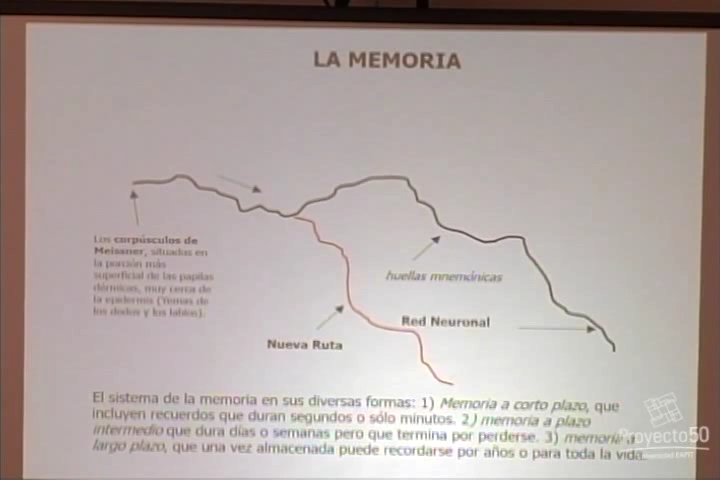 LA MEMORIA
Los corpúsculos de
Meissner, situados en
la porción más
superficial de las papilas
dérmicas, muy cerca de
la epidermis (Yemas de
los dedos y los labios).
huellas mnemónicas
Red Neuronal
Nueva Ruta
El sistema de la memoria en sus diversas formas: 1) Memoria a corto plazo, que
incluyen recuerdos que duran segundos o sólo minutos. 2) memoria a plazo
intermedio que dura días o semanas pero que termina por perderse. 3) memoria a
largo plazo, que una vez almacenada puede recordarse por años o para toda la vida.
Proyecto50
Universidad EAFIT